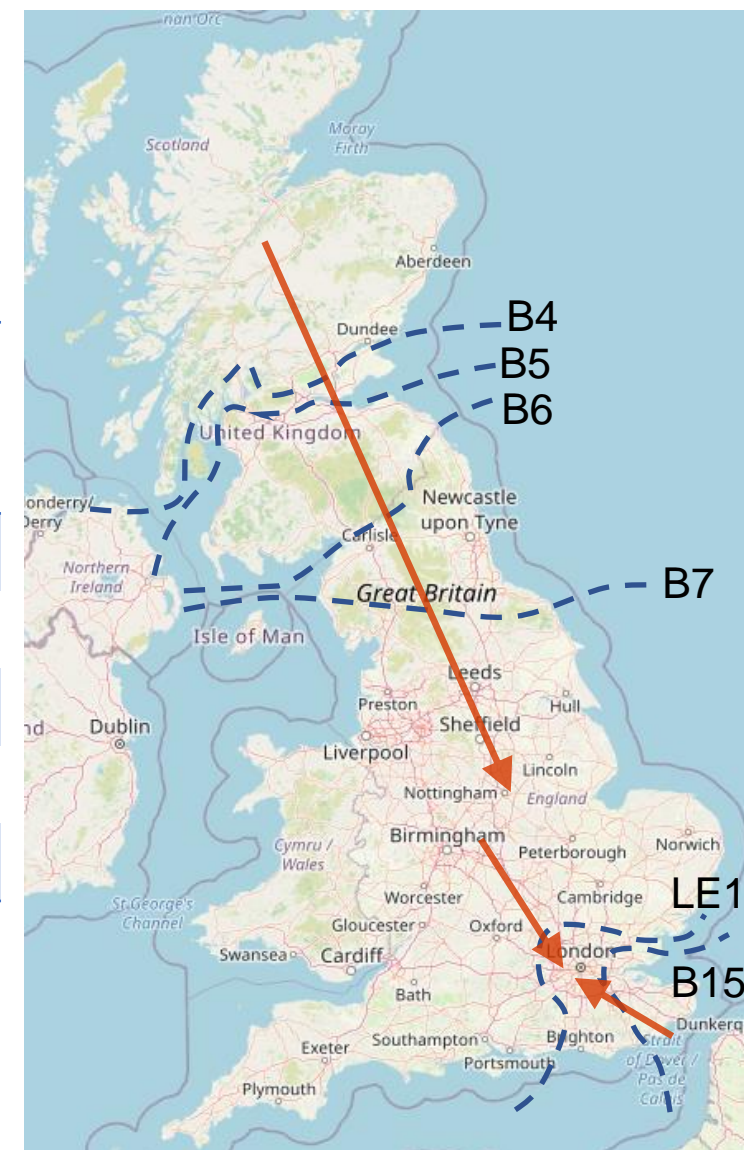 nan Orc
Moray
Firth
Scotland
Aberdeen
Dundee
B4
B5
B6
United Kingdom
onderry/
Derry
Newcastle
upon Tyne
Carlisle
Northern
Ireland
Great Britain
B7
Isle of Man
Leeds
Preston
Hull
nd
Dublin
Sheffield
Liverpool
Lincoln
Nottingham
England
Birmingham
Cymru /
Wales
Peterborough
Norwich
Worcester
Cambridge
LE1
St George's
Channel
Gloucester
Oxford
Swansea
Cardiff
London
B15
Bath
Dunkerq
Southampton
Brighton
Strait
of Dover /
Pas de
Calais
Exeter
Portsmouth
Plymouth